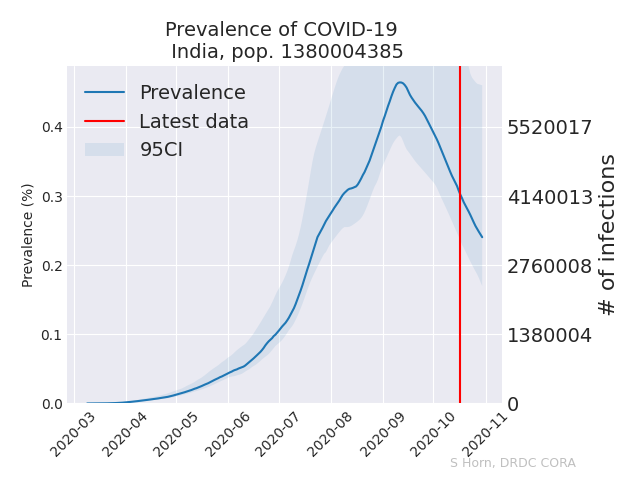 Prevalence of COVID-19
India, pop. 1380004385
Prevalence
Latest data
95CI
Prevalence (%)
0.4
0.3
0.2
0.1
0.0
5520017
4140013
2760008
1380004
0
# of infections
2020-03
2020-04
2020-05
2020-06
2020-07
2020-08
2020-09
2020-10
2020-11
S Horn, DRDC CORA